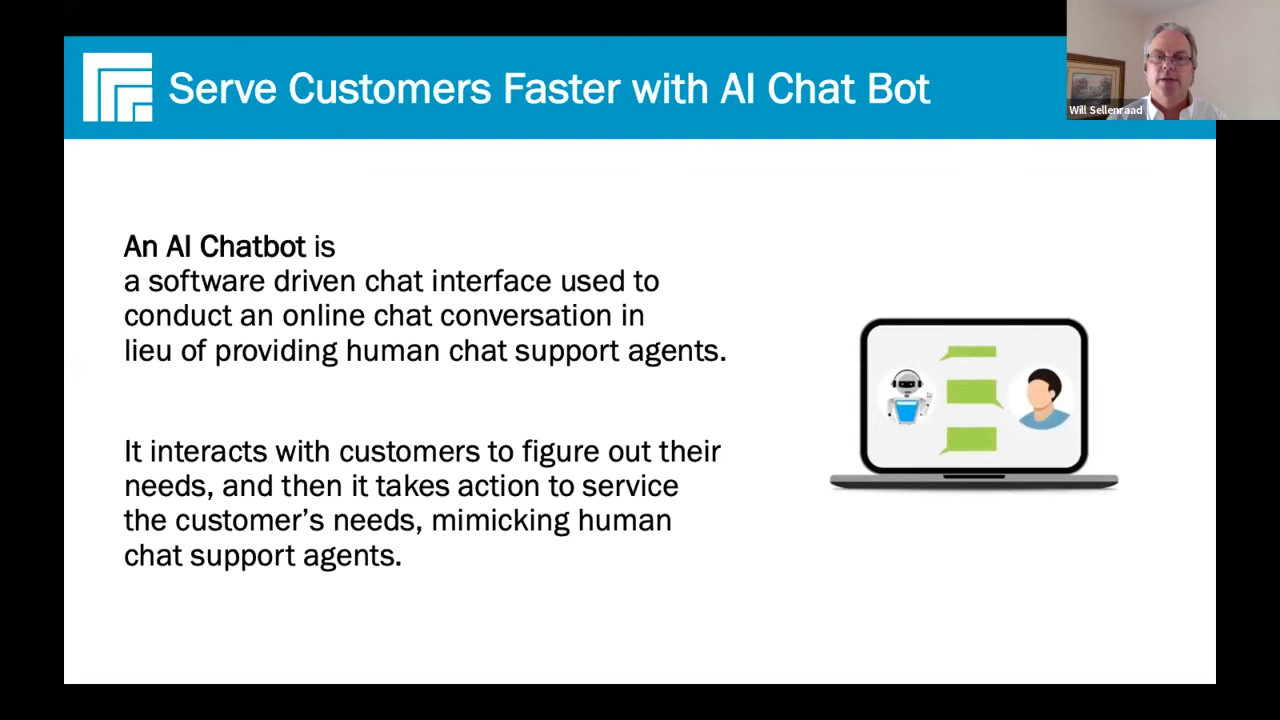 Serve Customers Faster with AI Chat Bot
Will Sellenraad
An AI Chatbot is
a software driven chat interface used to
conduct an online chat conversation in
lieu of providing human chat support agents.
It interacts with customers to figure out their
needs, and then it takes action to service
the customer’s needs, mimicking human
chat support agents.